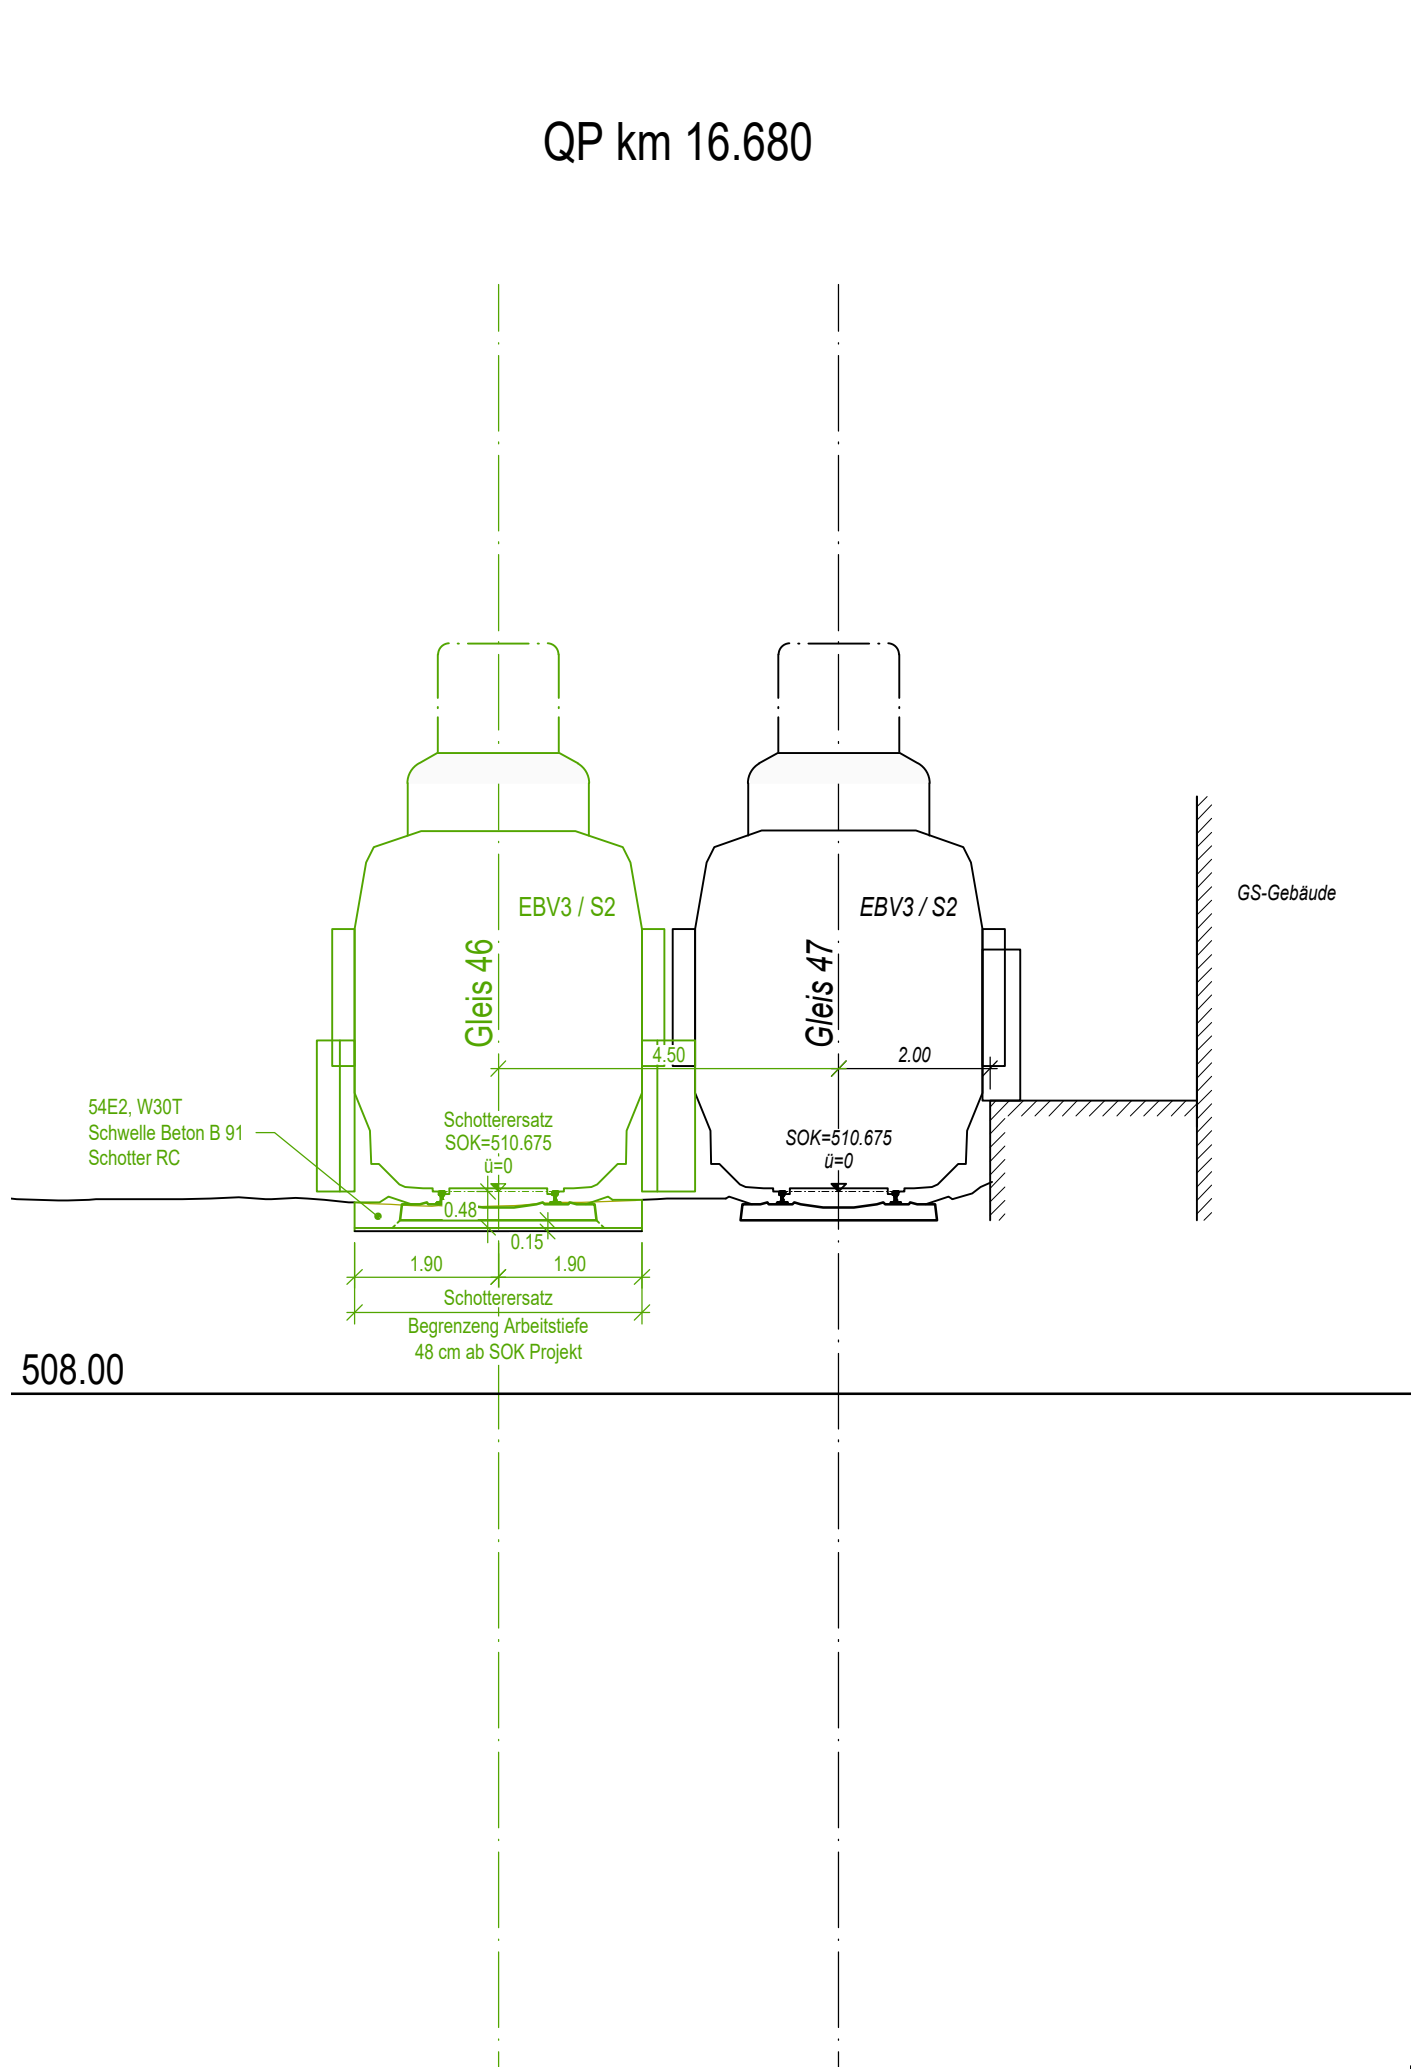 QP km 16.680
GS-Gebäude
EBV3 / S2
EBV3 / S2
Gleis 46
Gleis 47
4.50
2.00
54E2, W30T
Schwelle Beton B 91
Schotter RC
Schotterersatz
SOK=510.675
ü=0
SOK=510.675
ü=0
0.48
0.15
1.90
1.90
Schotterersatz
Begrenzeng Arbeitstiefe
48 cm ab SOK Projekt
508.00